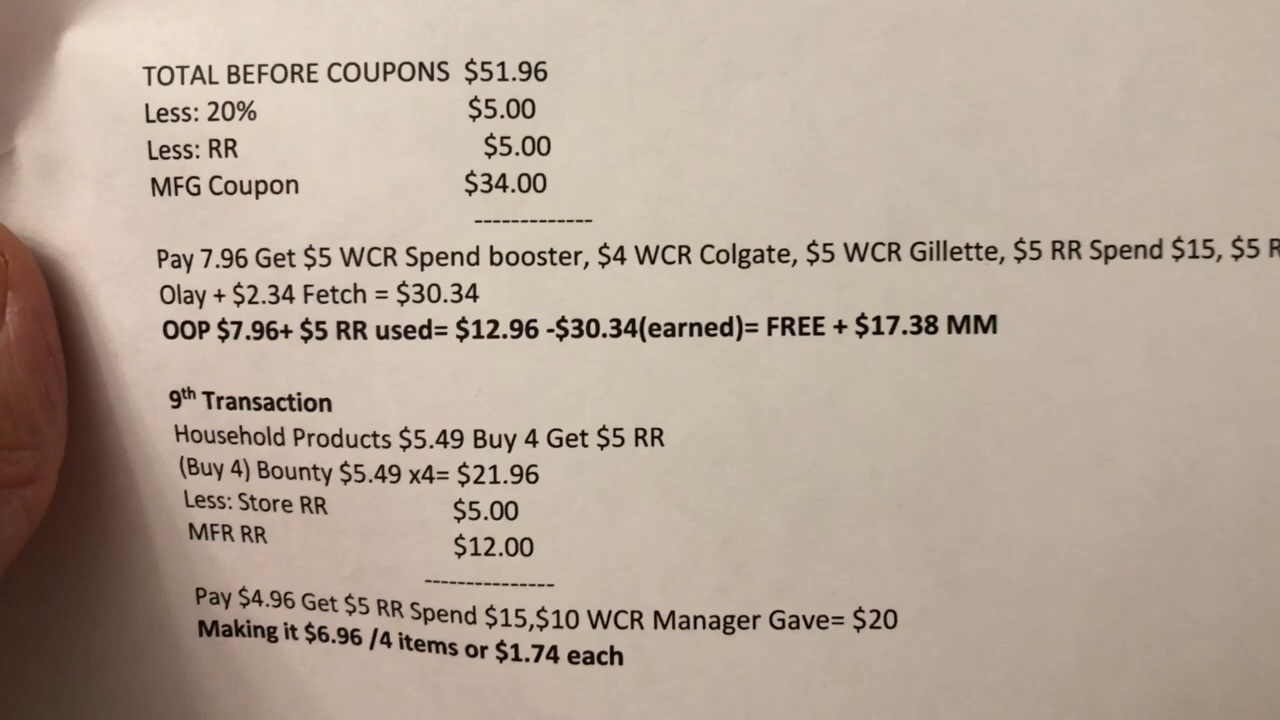 TOTAL BEFORE COUPONS $51.96
Less: 20% $5.00
Less: RR $5.00
MFG Coupon $34.00
-------------
Pay 7.96 Get $5 WCR Spend booster, $4 WCR Colgate, $5 WCR Gillette, $5 RR Spend $15, $5 R
Olay + $2.34 Fetch = $30.34
OOP $7.96+ $5 RR used= $12.96 -$30.34(earned)= FREE + $17.38 MM
9th Transaction
Household Products $5.49 Buy 4 Get $5 RR
(Buy 4) Bounty $5.49 x4= $21.96
Less: Store RR $5.00
MFR RR $12.00
---------------
Pay $4.96 Get $5 RR Spend $15,$10 WCR Manager Gave= $20
Making it $6.96 /4 items or $1.74 each